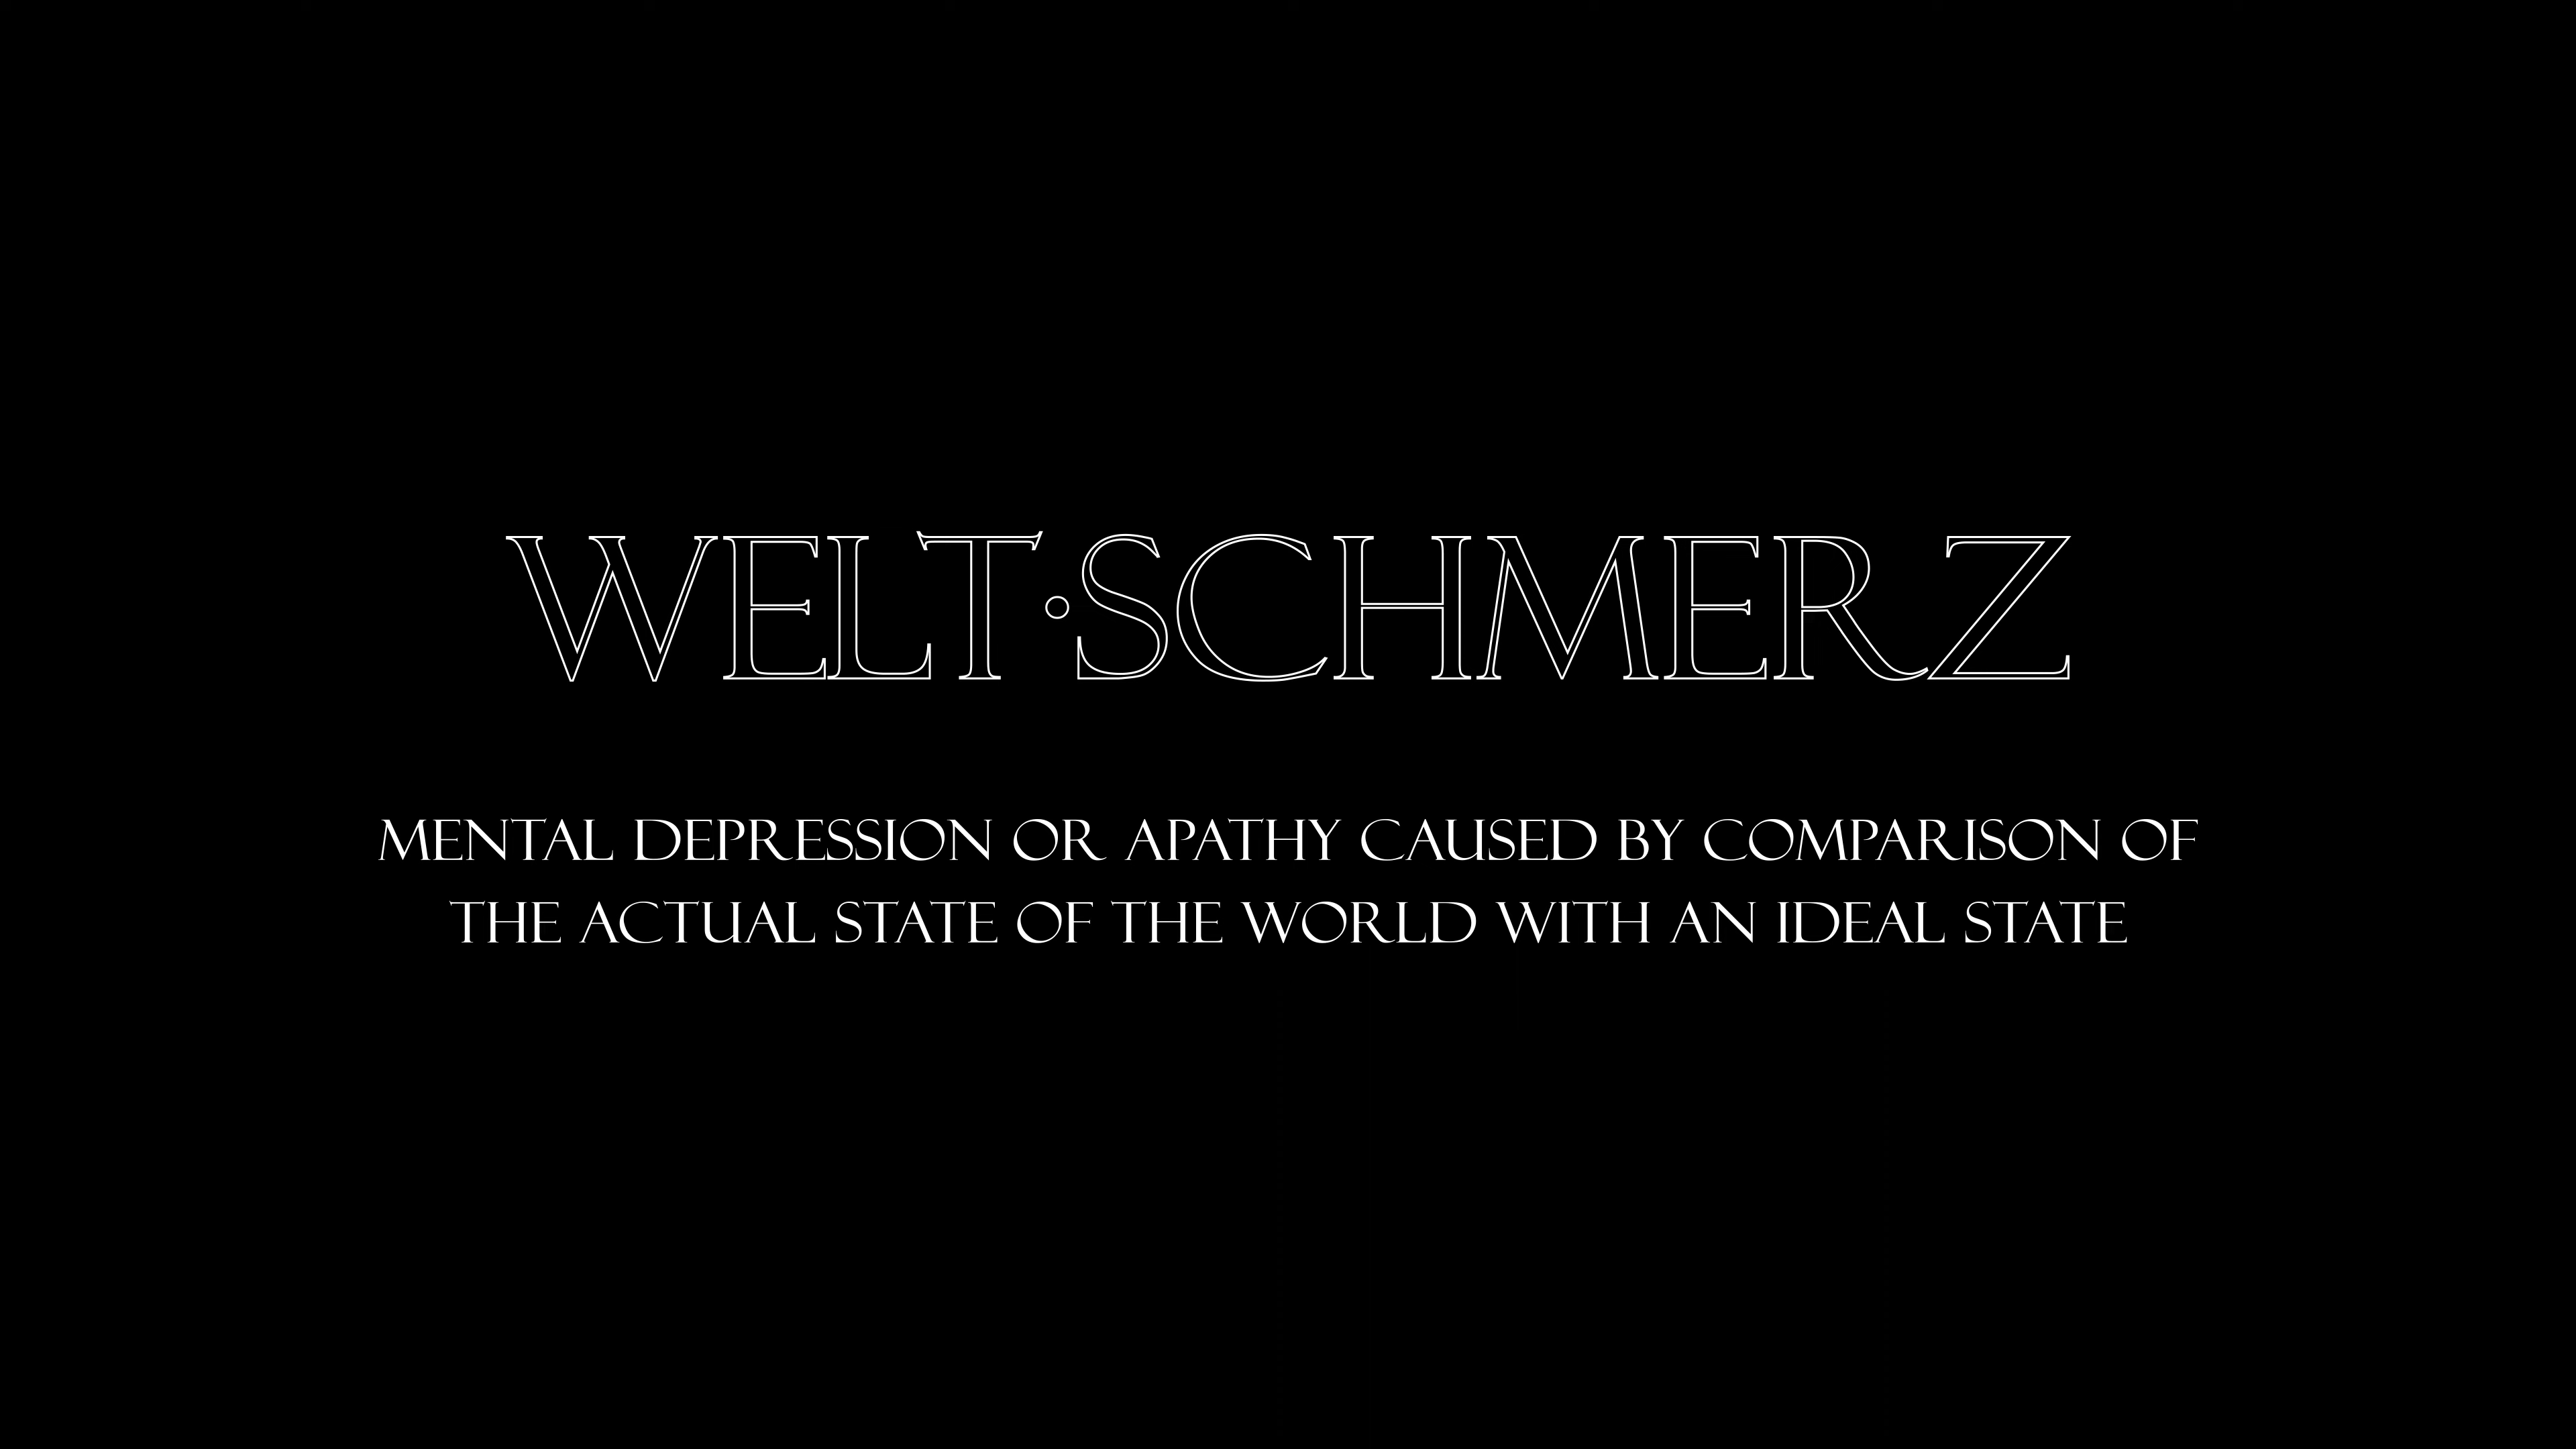 WELT·SCHMERZ
MENTAL DEPRESSION OR APATHY CAUSED BY COMPARISON OF
THE ACTUAL STATE OF THE WORLD WITH AN IDEAL STATE